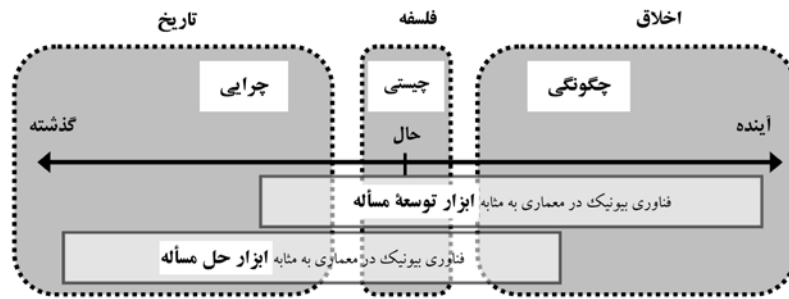 اخلاق
فلسفه
تاریخ
چگونگی
چیستی
چرایی
آینده
حال
گذشته
فناوری بیونیک در معماری به مثابه ابزار توسعهٔ مسأله
فناوری بیونیک در معماری به مثابه ابزار حل مسأله